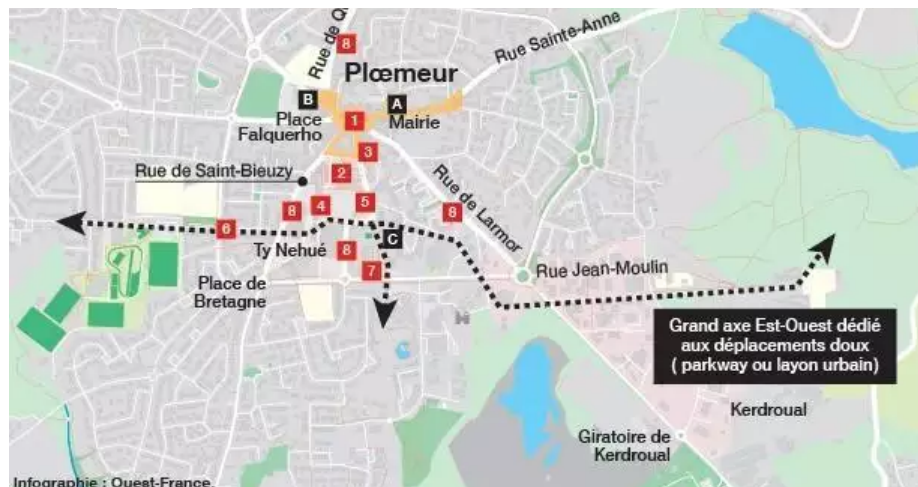 Rue de Q
8
Rue Sainte-Anne
Plœmeur
B
A
Place
Falquerho
1
Mairie
3
Rue de Saint-Bieuzy
2
Rue de Larmor
8
4
5
8
6
Ty Nehué
8
C
7
Rue Jean-Moulin
Place de
Bretagne
Grand axe Est-Ouest dédié
aux déplacements doux
( parkway ou layon urbain)
Kerdroual
Giratoire de
Kerdroual
Infographie : Ouest-France.